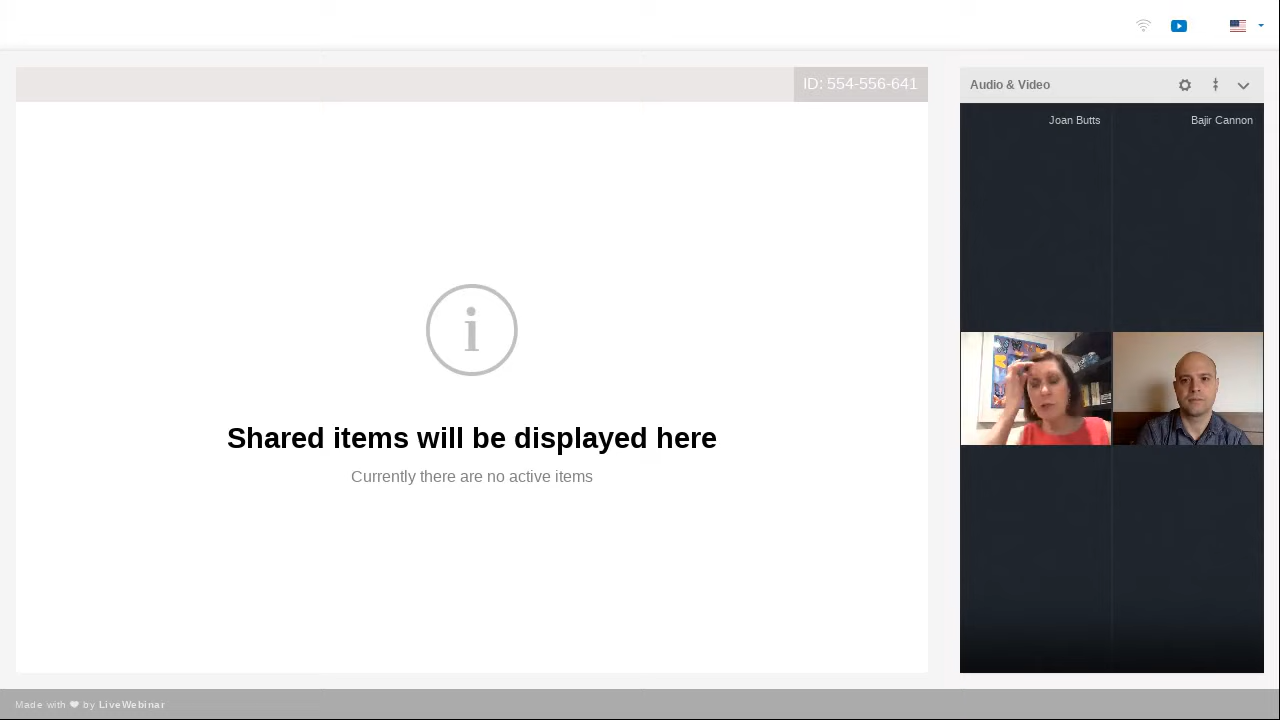 ID: 554-556-641
Audio & Video
Joan Butts
Bajir Cannon
i
Shared items will be displayed here
Currently there are no active items
Made with ❤ by LiveWebinar